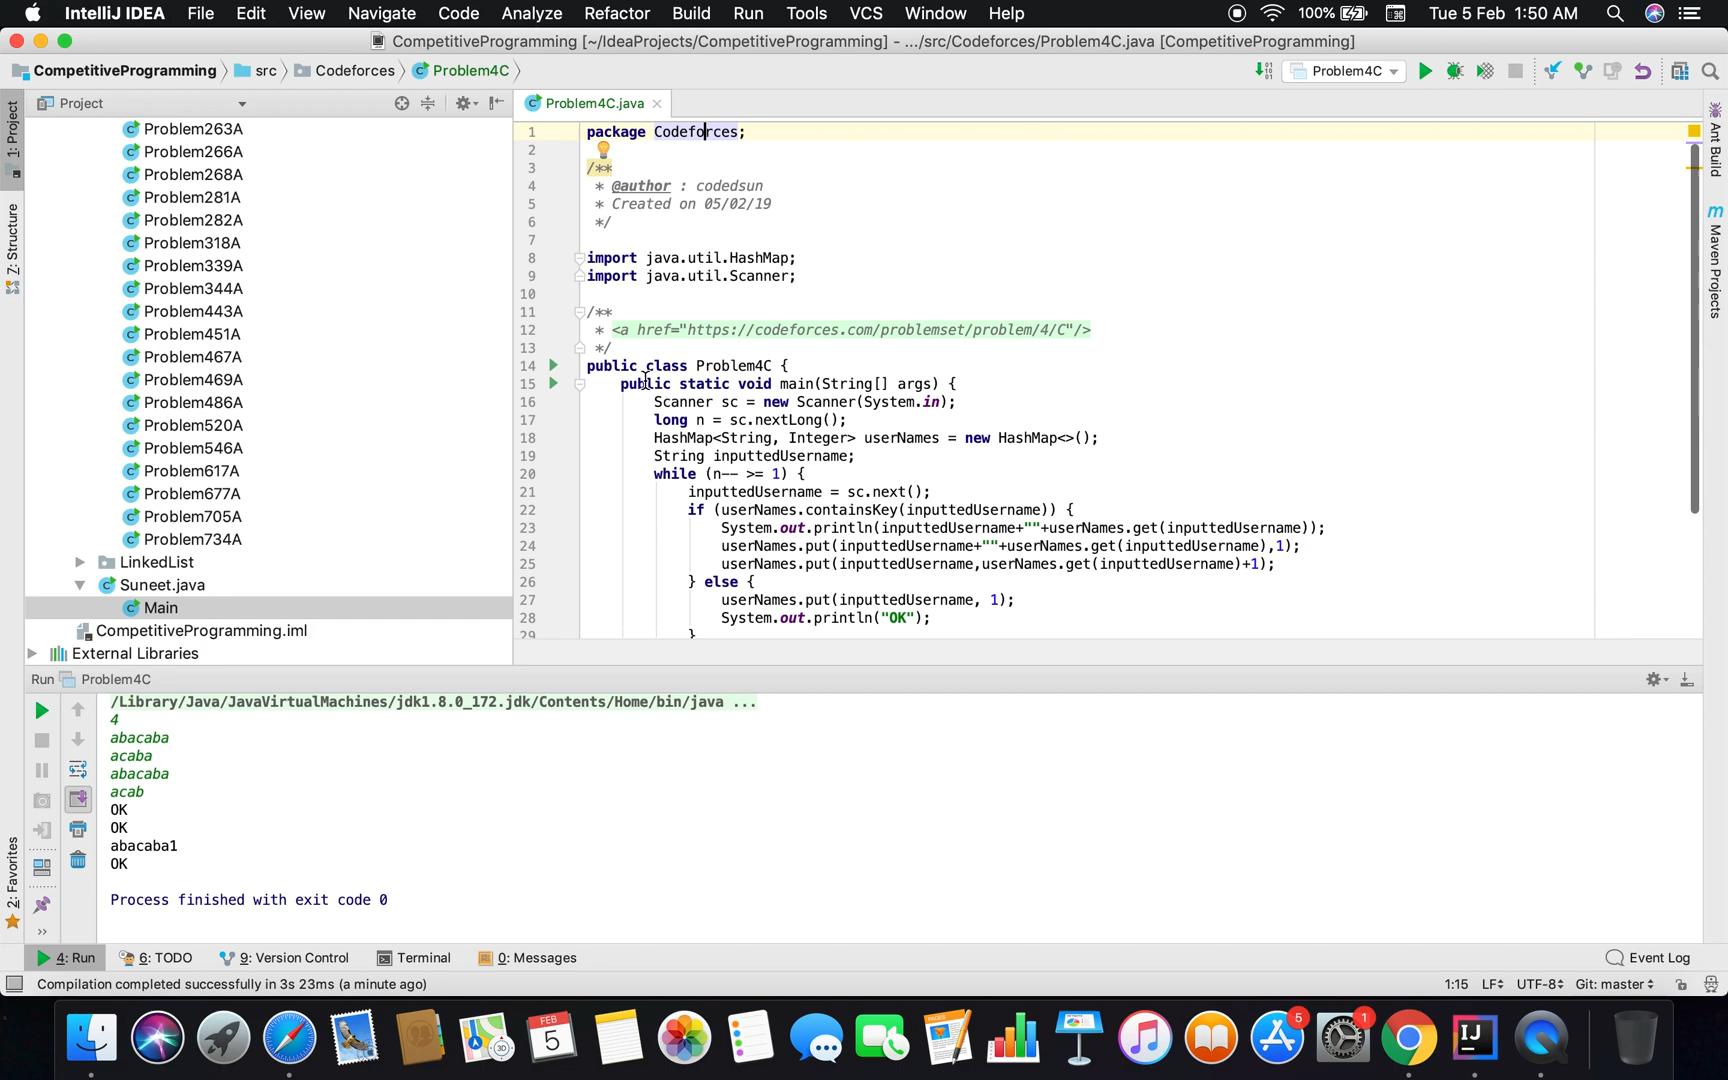 IntelliJ IDEA File Edit View Navigate Code Analyze Refactor Build Run Tools VCS Window Help 100% Tue 5 Feb 1:50 AM
CompetitiveProgramming [~/IdeaProjects/CompetitiveProgramming] - .../src/Codeforces/Problem4C.java [CompetitiveProgramming]
CompetitiveProgramming src Codeforces Problem4C Problem4C
Project
Problem4C.java
1: Project
Z: Structure
2: Favorites
Problem263A
Problem266A
Problem268A
Problem281A
Problem282A
Problem318A
Problem339A
Problem344A
Problem443A
Problem451A
Problem467A
Problem469A
Problem486A
Problem520A
Problem546A
Problem617A
Problem677A
Problem705A
Problem734A
LinkedList
Suneet.java
Main
CompetitiveProgramming.iml
External Libraries
1 package Codeforces;
2
3 /**
4 * @author : codedsun
5 * Created on 05/02/19
6 */
7
8 import java.util.HashMap;
9 import java.util.Scanner;
10
11 /**
12 * <a href="https://codeforces.com/problemset/problem/4/C"/>
13 */
14 public class Problem4C {
15 public static void main(String[] args) {
16 Scanner sc = new Scanner(System.in);
17 long n = sc.nextLong();
18 HashMap<String, Integer> userNames = new HashMap<>();
19 String inputtedUsername;
20 while (n-- >= 1) {
21 inputtedUsername = sc.next();
22 if (userNames.containsKey(inputtedUsername)) {
23 System.out.println(inputtedUsername+""+userNames.get(inputtedUsername));
24 userNames.put(inputtedUsername+""+userNames.get(inputtedUsername),1);
25 userNames.put(inputtedUsername,userNames.get(inputtedUsername)+1);
26 } else {
27 userNames.put(inputtedUsername, 1);
28 System.out.println("OK");
29 }
Ant Build
Maven Projects
Run Problem4C
/Library/Java/JavaVirtualMachines/jdk1.8.0_172.jdk/Contents/Home/bin/java ...
4
abacaba
acaba
abacaba
acab
OK
OK
abacaba1
OK
Process finished with exit code 0
4: Run 6: TODO 9: Version Control Terminal 0: Messages Event Log
Compilation completed successfully in 3s 23ms (a minute ago) 1:15 LF UTF-8 Git: master
FEB
5
3D
5
1
IJ